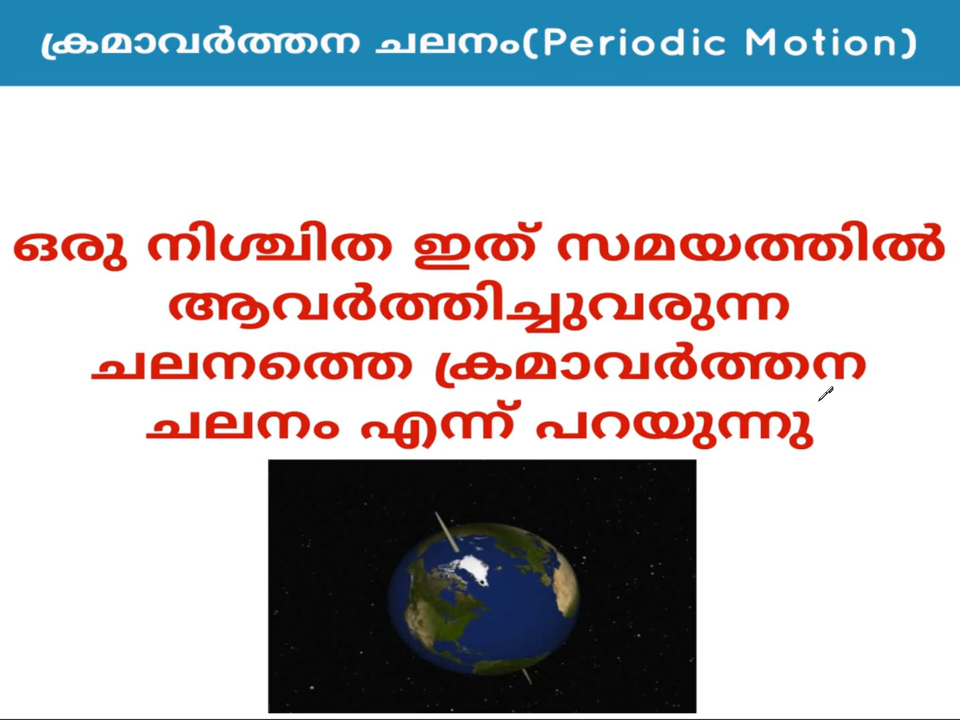 ക്രമാവർത്തന ചലനം(Periodic Motion)
ഒരു നിശ്ചിത ഇത് സമയത്തിൽ
ആവർത്തിച്ചുവരുന്ന
ചലനത്തെ ക്രമാവർത്തന
ചലനം എന്ന് പറയുന്നു